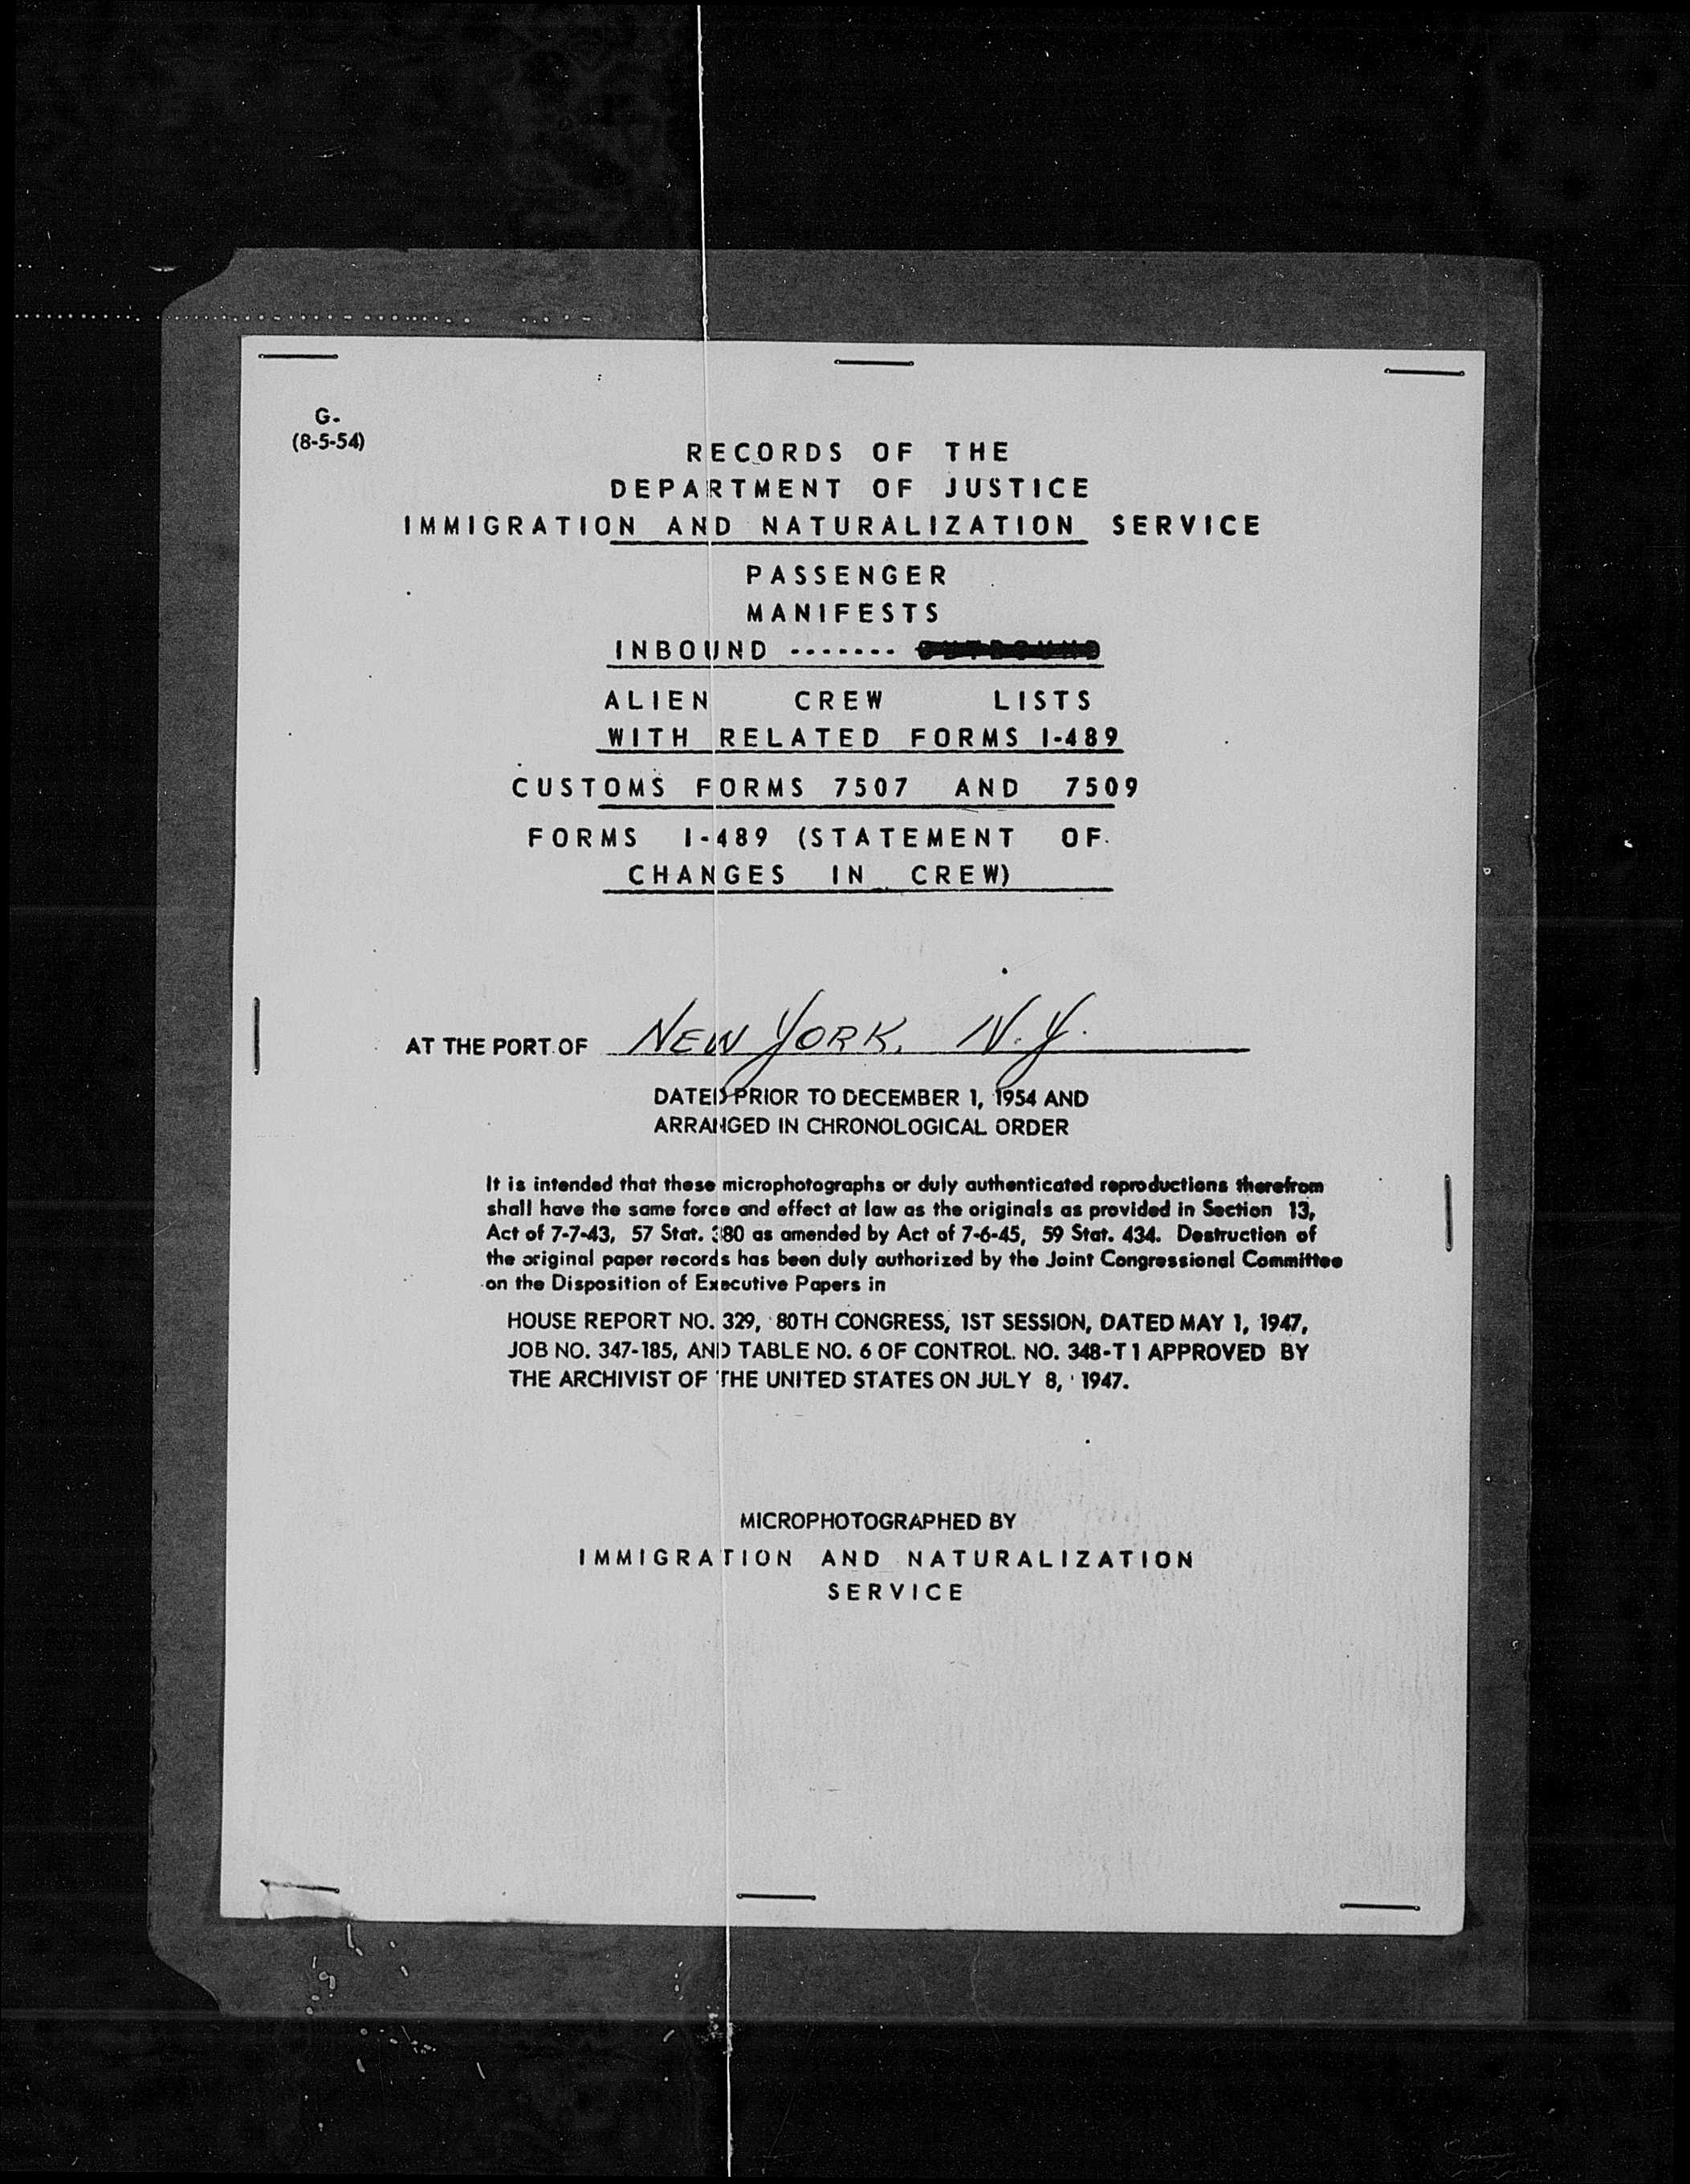 G-
(8-5-54)
RECORDS OF THE
DEPARTMENT OF JUSTICE
IMMIGRATION AND NATURALIZATION SERVICE
PASSENGER
MANIFESTS
INBOUND ------- OUTBOUND
ALIEN CREW LISTS
WITH RELATED FORMS I-489
CUSTOMS FORMS 7507 AND 7509
FORMS I-489 (STATEMENT OF
CHANGES IN CREW)
AT THE PORT OF NEW YORK, N.Y.
DATED PRIOR TO DECEMBER 1, 1954 AND
ARRANGED IN CHRONOLOGICAL ORDER
It is intended that these microphotographs or duly authenticated reproductions therefrom
shall have the same force and effect at law as the originals as provided in Section 13,
Act of 7-7-43, 57 Stat. 380 as amended by Act of 7-6-45, 59 Stat. 434. Destruction of
the original paper records has been duly authorized by the Joint Congressional Committee
on the Disposition of Executive Papers in
HOUSE REPORT NO. 329, 80TH CONGRESS, 1ST SESSION, DATED MAY 1, 1947,
JOB NO. 347-185, AND TABLE NO. 6 OF CONTROL NO. 348-T1 APPROVED BY
THE ARCHIVIST OF THE UNITED STATES ON JULY 8, 1947.
MICROPHOTOGRAPHED BY
IMMIGRATION AND NATURALIZATION
SERVICE